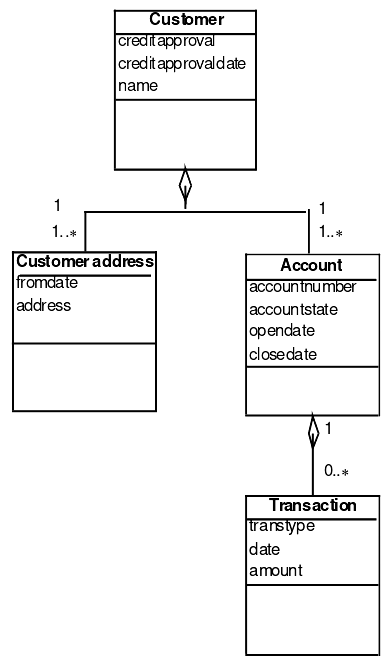 Customer
creditapproval
creditapprovaldate
name
1
1
1..*
1..*
Customer address
fromdate
address
Account
accountnumber
accountstate
opendate
closedate
1
0..*
Transaction
transtype
date
amount